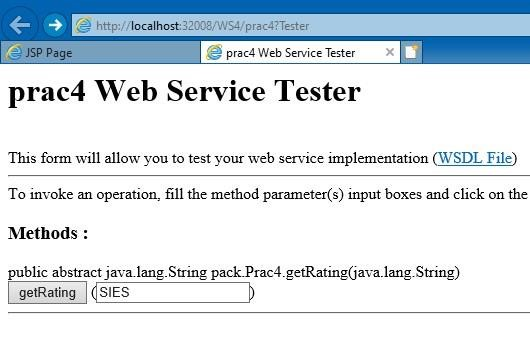 http://localhost:32008/WS4/prac4?Tester
JSP Page
prac4 Web Service Tester
prac4 Web Service Tester
This form will allow you to test your web service implementation (WSDL File)
To invoke an operation, fill the method parameter(s) input boxes and click on the
Methods :
public abstract java.lang.String pack.Prac4.getRating(java.lang.String)
getRating (SIES)